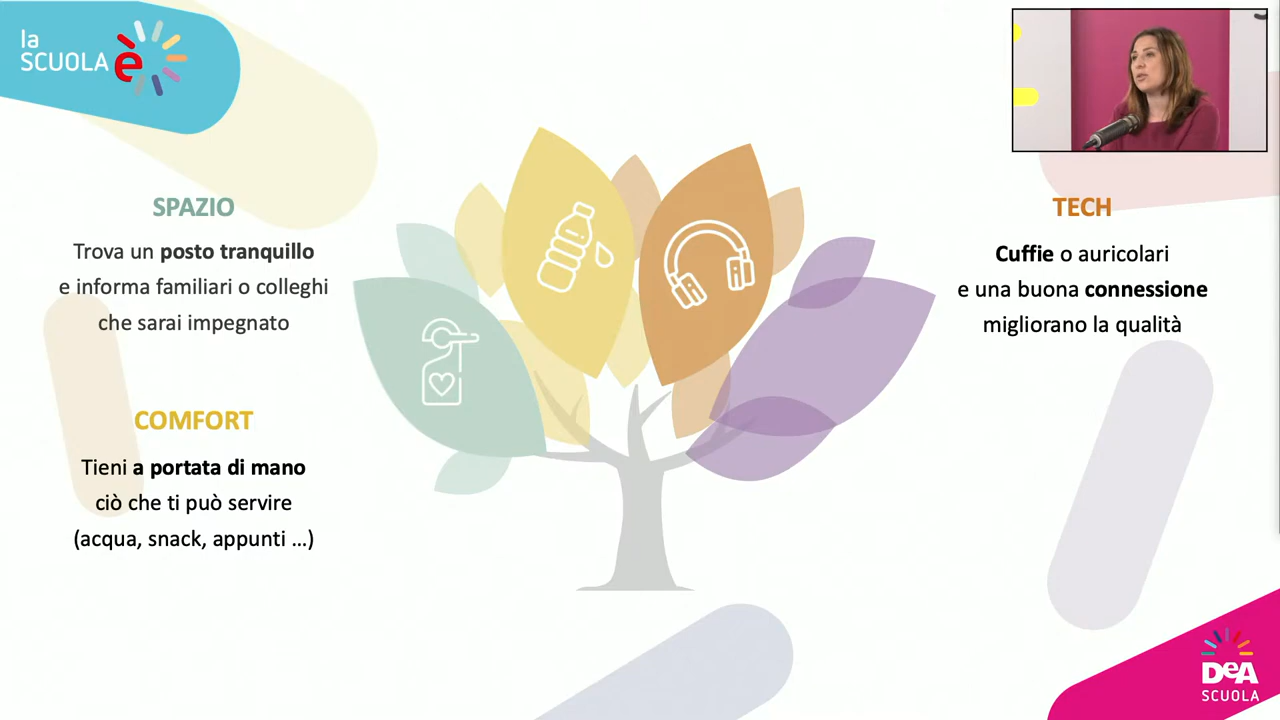 la
SCUOLA è
SPAZIO
Trova un posto tranquillo
e informa familiari o colleghi
che sarai impegnato
COMFORT
Tieni a portata di mano
ciò che ti può servire
(acqua, snack, appunti ...)
TECH
Cuffie o auricolari
e una buona connessione
migliorano la qualità
DeA
SCUOLA